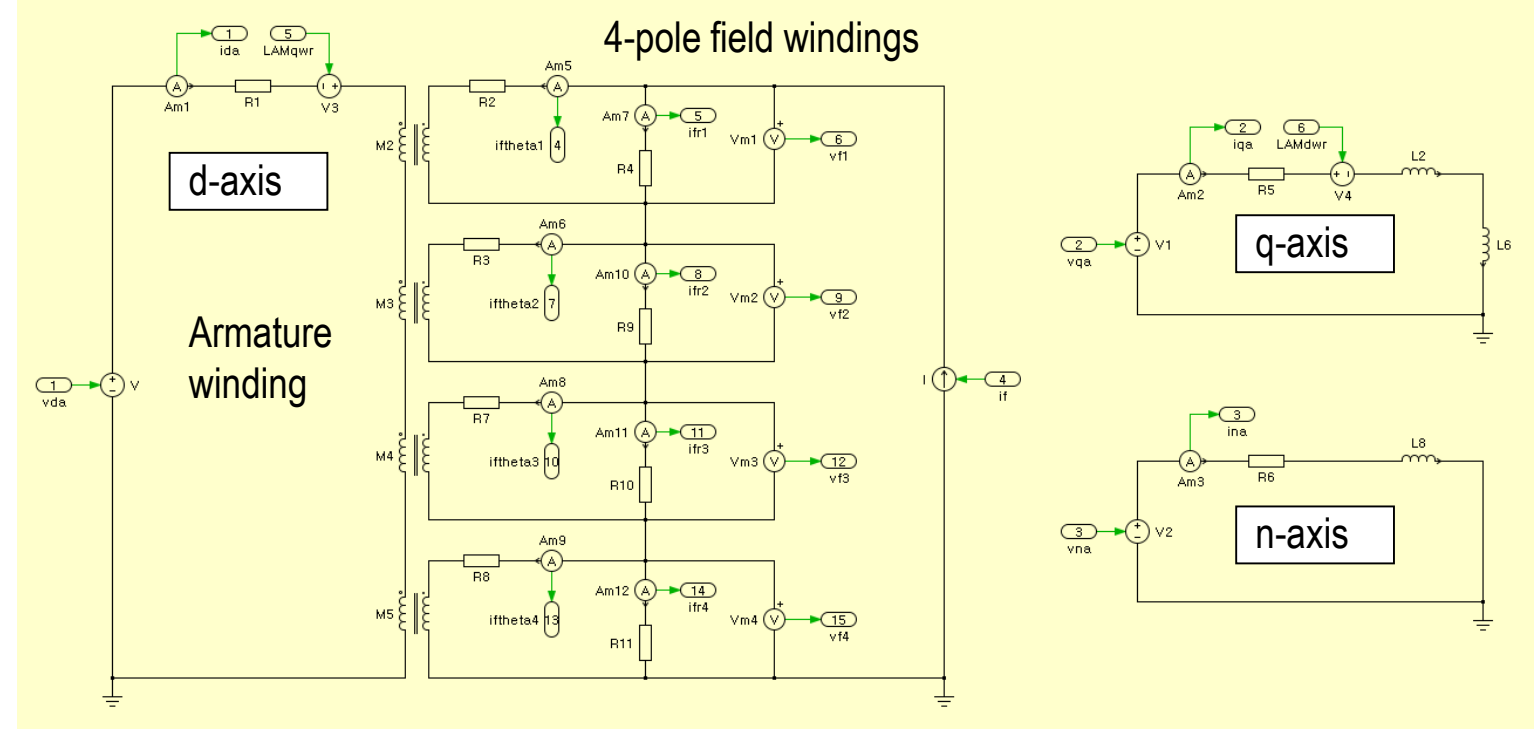 4-pole field windings
1
ida
5
LAMqwr
A
Am1
R1
V3
M2
R2
Am5
A
iftheta1 4
Am7 A
5
ifr1
R4
Vm1 V
6
vf1
d-axis
M3
R3
Am6
A
iftheta2 7
Am10 A
8
ifr2
R9
Vm2 V
9
vf2
Armature
winding
1
vda
V
M4
R7
Am8
A
iftheta3 10
Am11 A
11
ifr3
R10
Vm3 V
12
vf3
M5
R8
Am9
A
iftheta4 13
Am12 A
14
ifr4
R11
Vm4 V
15
vf4
I
4
if
2
iqa
6
LAMdwr
A
Am2
R5
V4
L2
L6
2
vqa
V1
q-axis
3
ina
A
Am3
R6
L8
3
vna
V2
n-axis